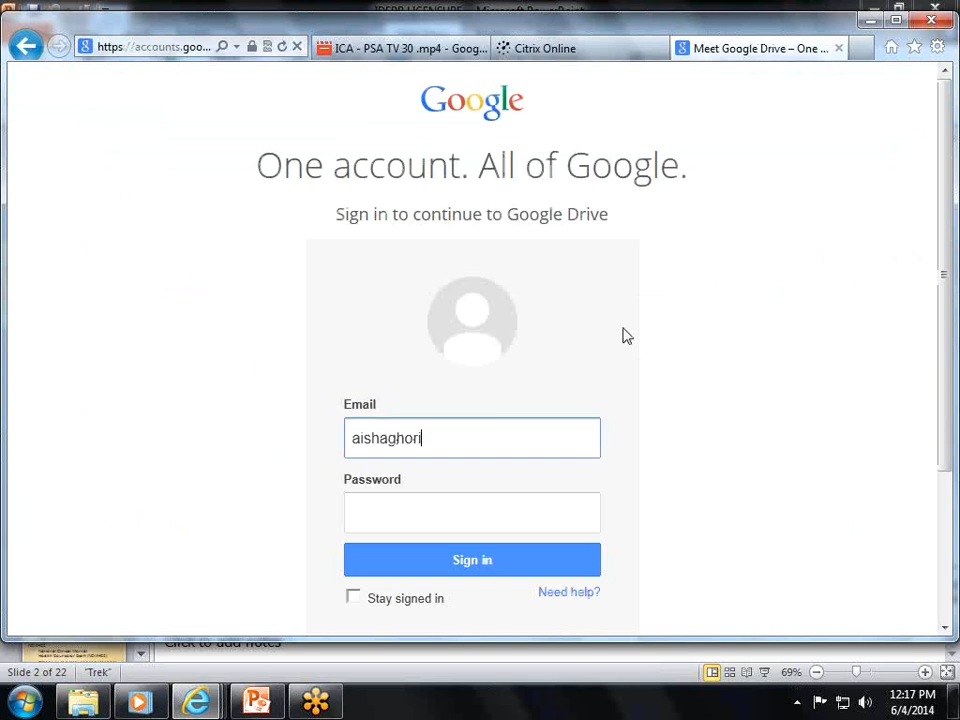 https://accounts.goo...
ICA - PSA TV 30 .mp4 - Goog...
Citrix Online
Meet Google Drive – One ...
Google
One account. All of Google.
Sign in to continue to Google Drive
Email
aishaghori
Password
Sign in
Stay signed in
Need help?
Click to add notes
Slide 2 of 22
"Trek"
69%
12:17 PM
6/4/2014